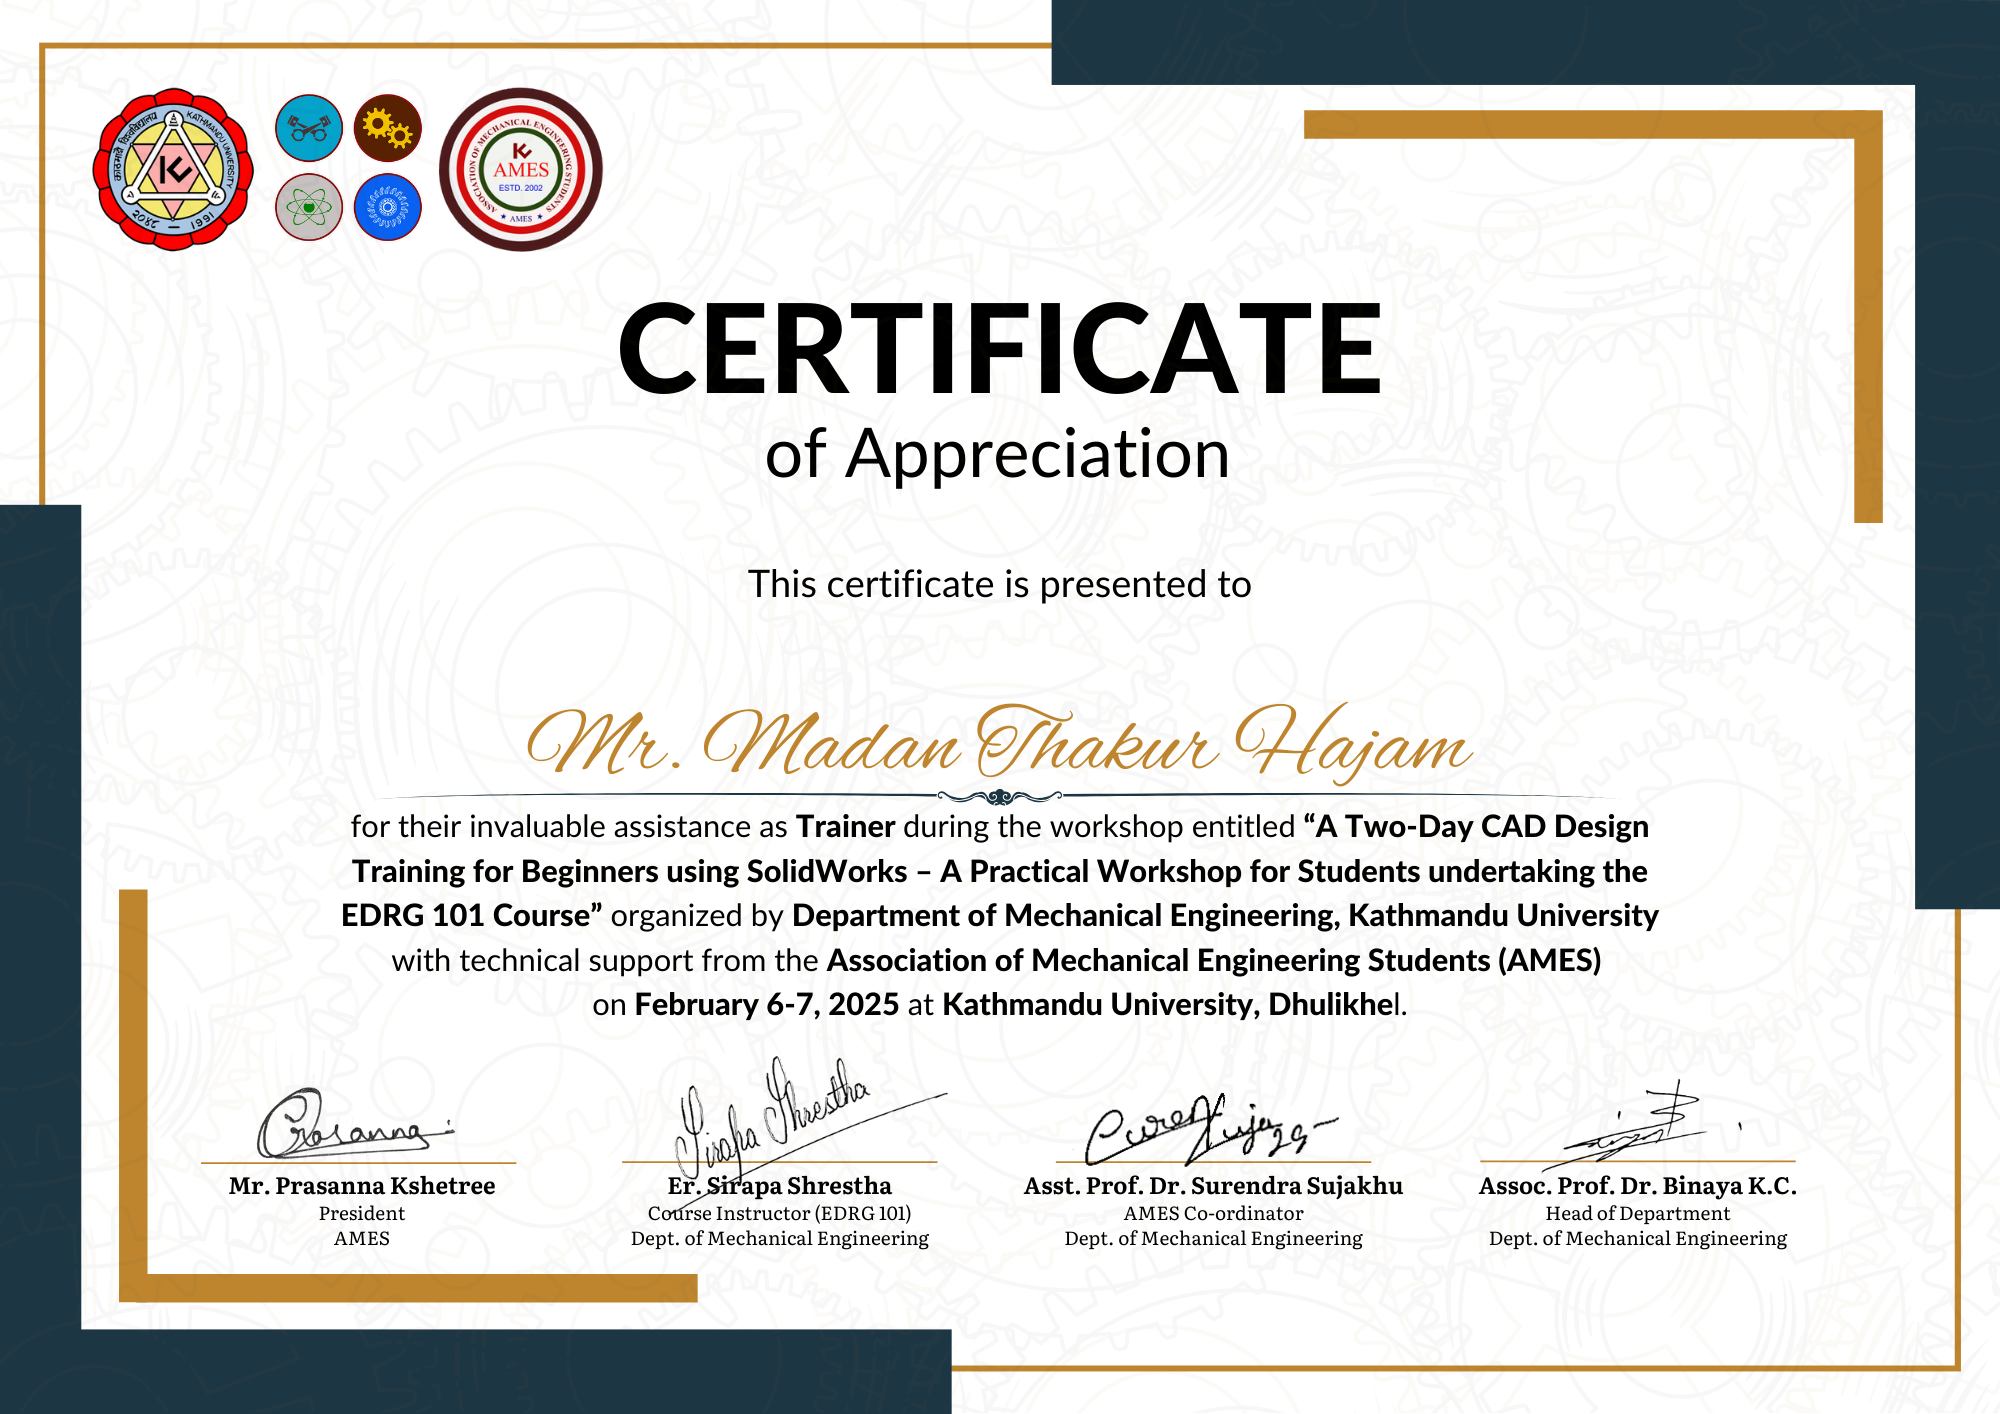 काठमाडौं विश्वविद्यालय
KATHMANDU UNIVERSITY
२०४८ — 1991
ASSOCIATION OF MECHANICAL ENGINEERING STUDENTS
AMES
ESTD. 2002
★ AMES ★
CERTIFICATE
of Appreciation
This certificate is presented to
Mr. Madan Thakur Hajam
for their invaluable assistance as Trainer during the workshop entitled “A Two-Day CAD Design
Training for Beginners using SolidWorks – A Practical Workshop for Students undertaking the
EDRG 101 Course” organized by Department of Mechanical Engineering, Kathmandu University
with technical support from the Association of Mechanical Engineering Students (AMES)
on February 6-7, 2025 at Kathmandu University, Dhulikhel.
Prasanna
Sirapa Shrestha
Mr. Prasanna Kshetree
President
AMES
Er. Sirapa Shrestha
Course Instructor (EDRG 101)
Dept. of Mechanical Engineering
Asst. Prof. Dr. Surendra Sujakhu
AMES Co-ordinator
Dept. of Mechanical Engineering
Assoc. Prof. Dr. Binaya K.C.
Head of Department
Dept. of Mechanical Engineering